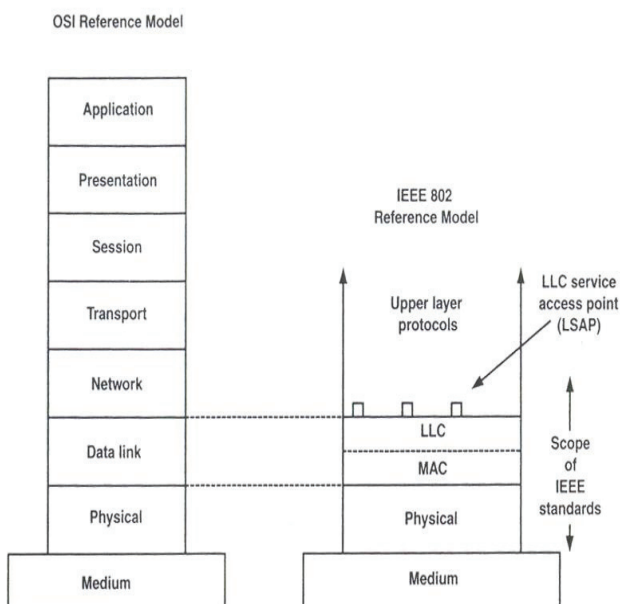 OSI Reference Model
Application
Presentation
Session
Transport
Network
Data link
Physical
Medium
IEEE 802
Reference Model
Upper layer
protocols
LLC service
access point
(LSAP)
LLC
MAC
Physical
Medium
Scope
of
IEEE
standards